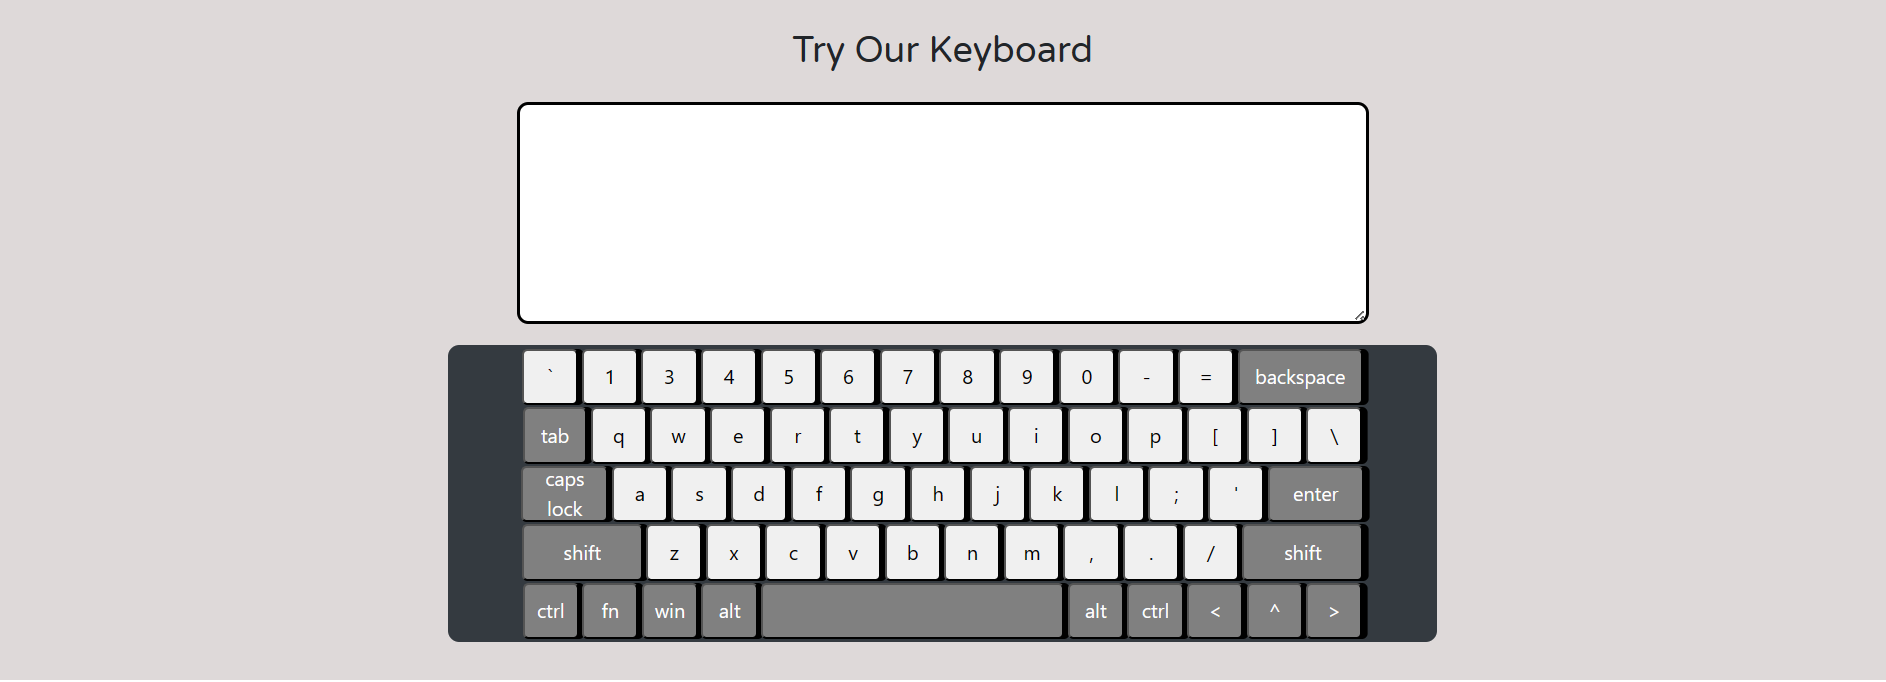 Try Our Keyboard
` 1 3 4 5 6 7 8 9 0 - = backspace
tab q w e r t y u i o p [ ] \
caps lock a s d f g h j k l ; ' enter
shift z x c v b n m , . / shift
ctrl fn win alt alt ctrl < ^ >